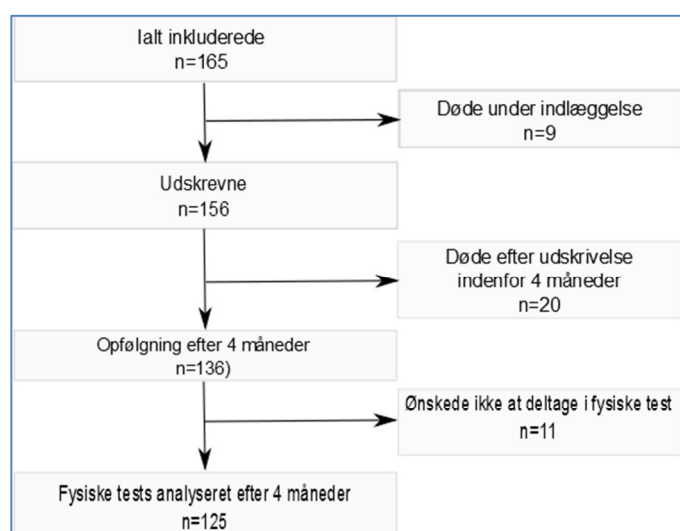 Ialt inkluderede
n=165
Døde under indlæggelse
n=9
Udskrevne
n=156
Døde efter udskrivelse
indenfor 4 måneder
n=20
Opfølgning efter 4 måneder
n=136)
Ønskede ikke at deltage i fysiske test
n=11
Fysiske tests analyseret efter 4 måneder
n=125